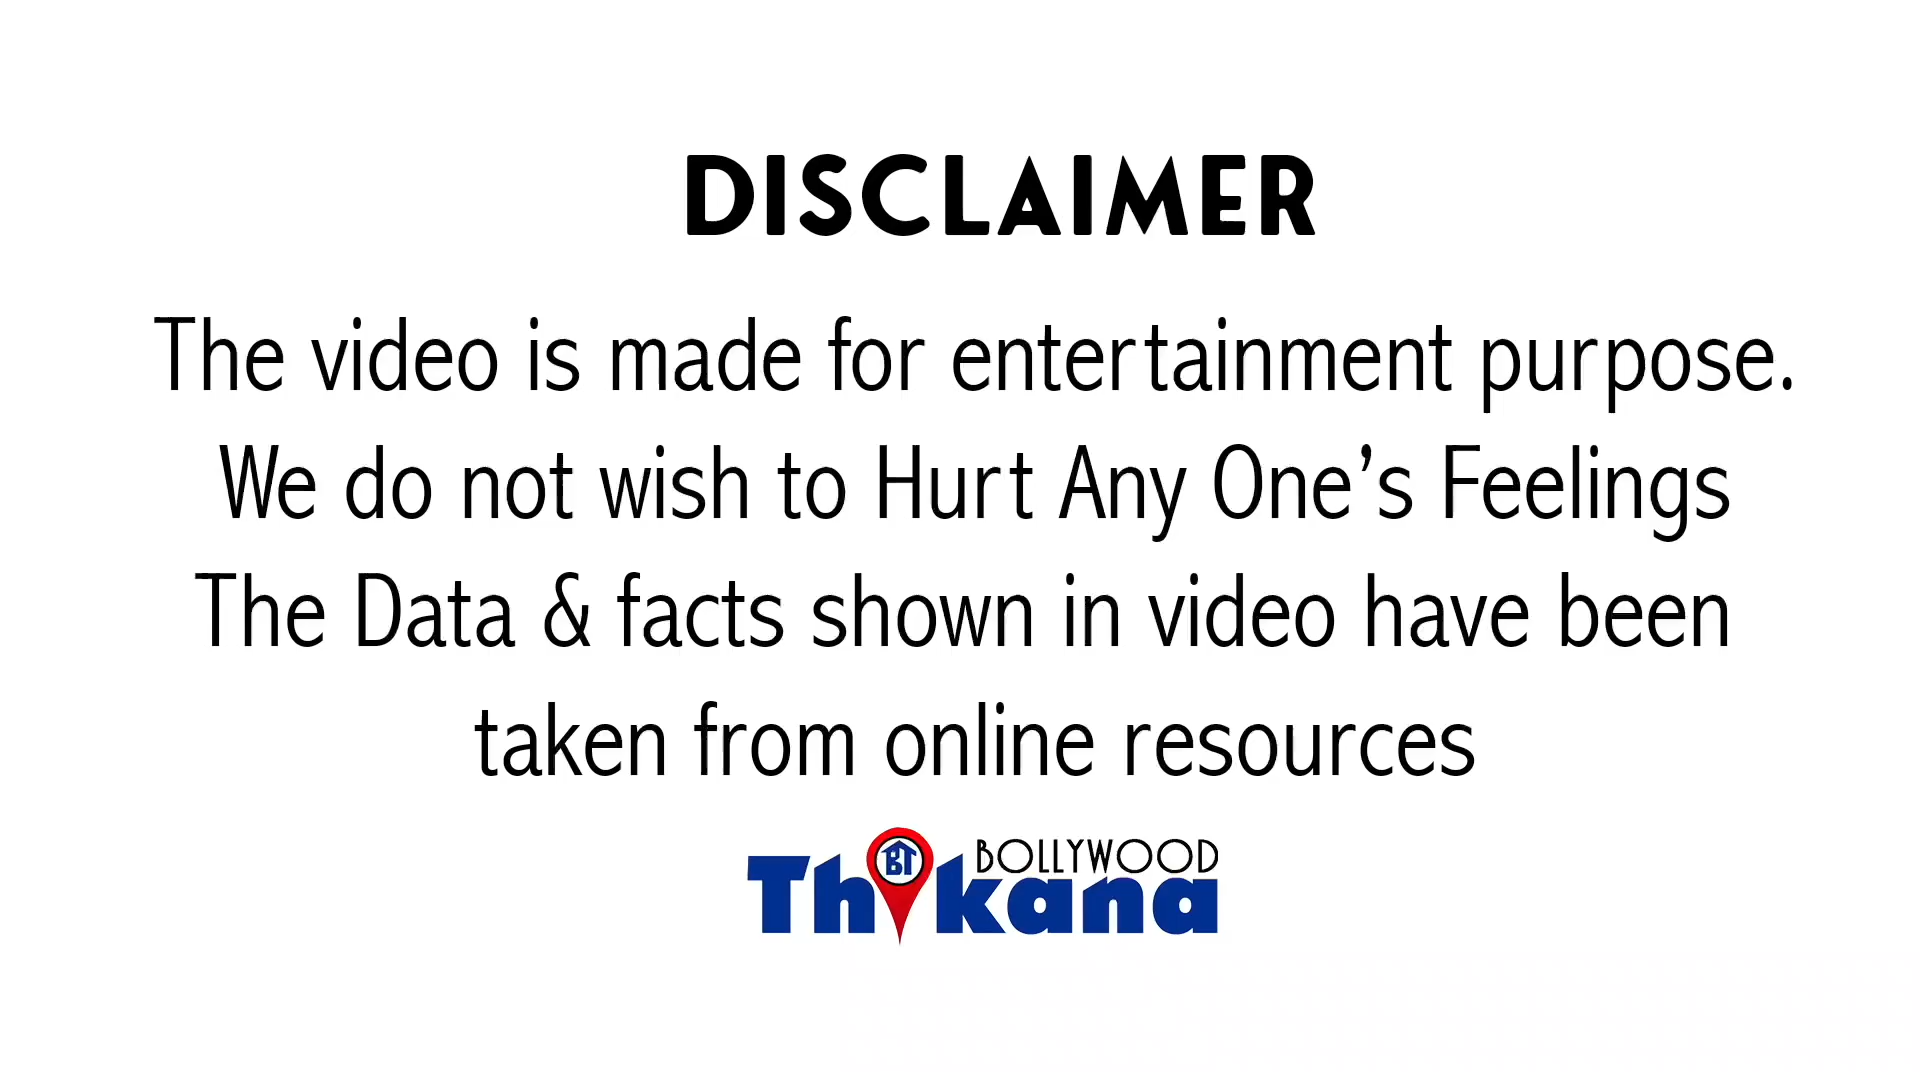 DISCLAIMER
The video is made for entertainment purpose.
We do not wish to Hurt Any One’s Feelings
The Data & facts shown in video have been
taken from online resources
BT
BOLLYWOOD
Thikana